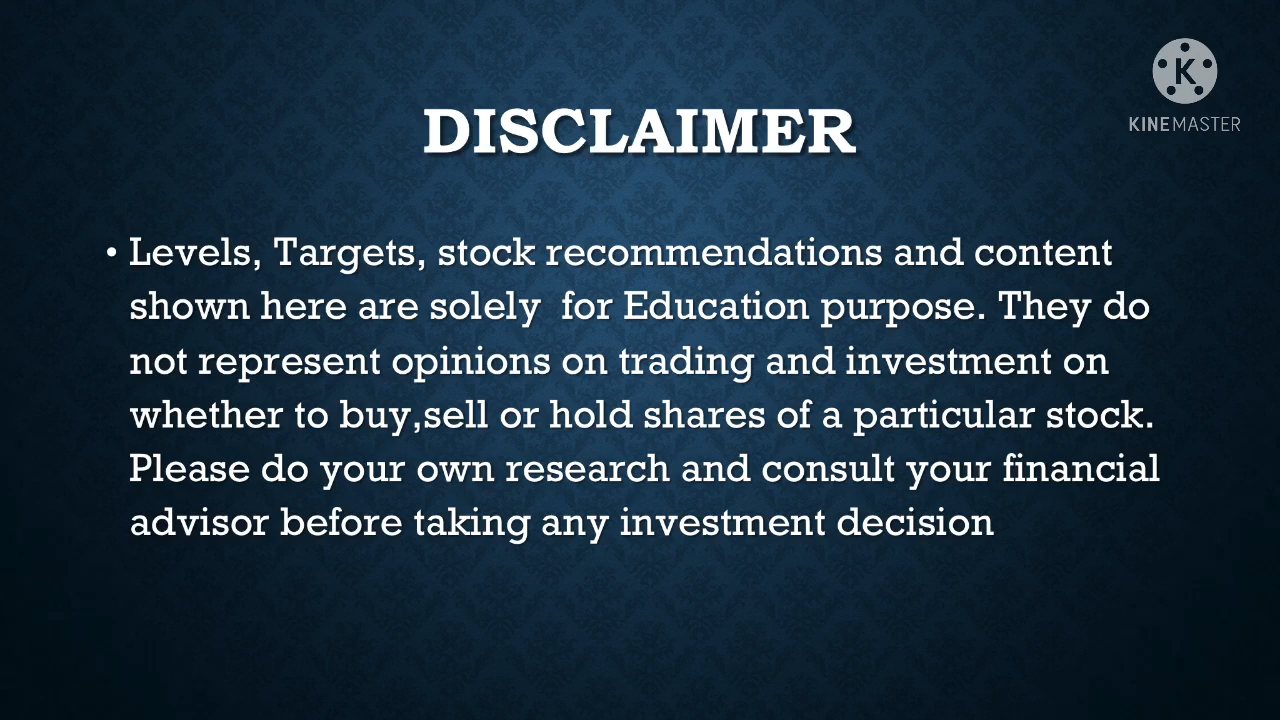 K
KINEMASTER
DISCLAIMER
• Levels, Targets, stock recommendations and content
shown here are solely  for Education purpose. They do
not represent opinions on trading and investment on
whether to buy,sell or hold shares of a particular stock.
Please do your own research and consult your financial
advisor before taking any investment decision